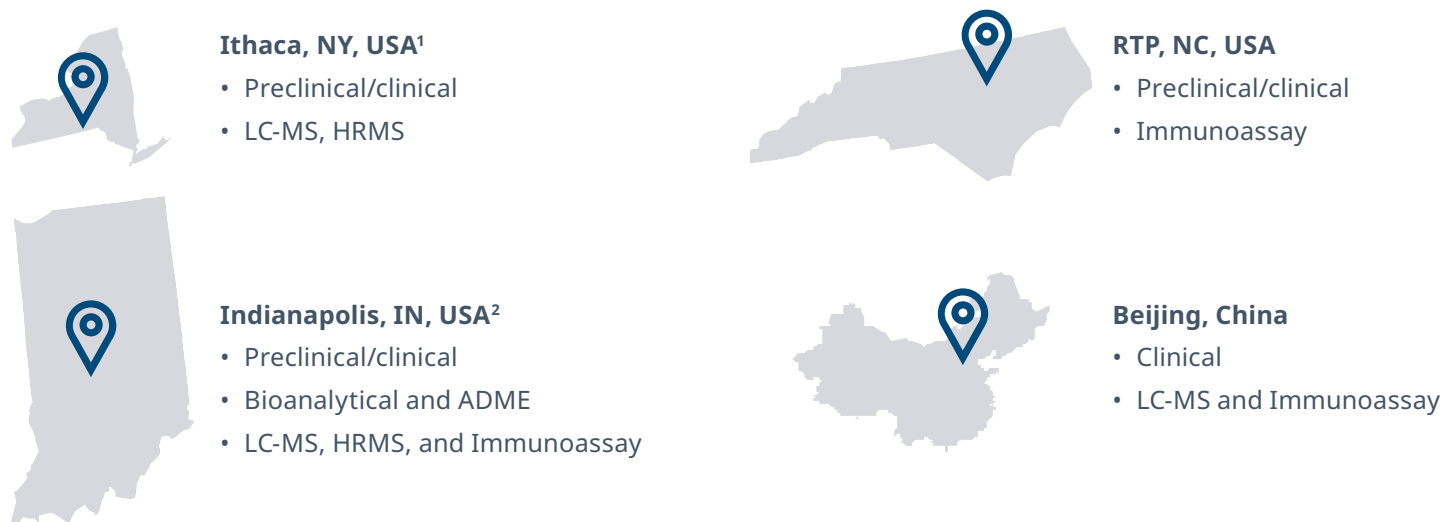 Ithaca, NY, USA¹
• Preclinical/clinical
• LC-MS, HRMS
RTP, NC, USA
• Preclinical/clinical
• Immunoassay
Indianapolis, IN, USA²
• Preclinical/clinical
• Bioanalytical and ADME
• LC-MS, HRMS, and Immunoassay
Beijing, China
• Clinical
• LC-MS and Immunoassay